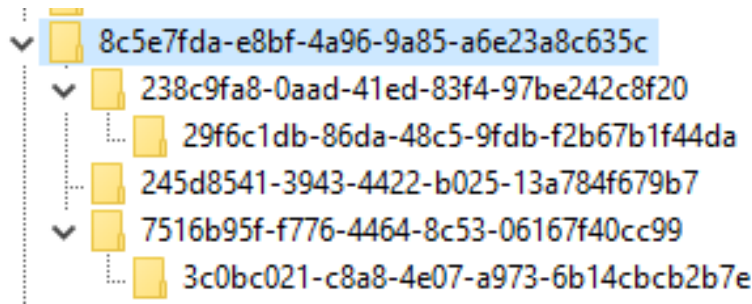 8c5e7fda-e8bf-4a96-9a85-a6e23a8c635c
238c9fa8-0aad-41ed-83f4-97be242c8f20
29f6c1db-86da-48c5-9fdb-f2b67b1f44da
245d8541-3943-4422-b025-13a784f679b7
7516b95f-f776-4464-8c53-06167f40cc99
3c0bc021-c8a8-4e07-a973-6b14cbcb2b7e